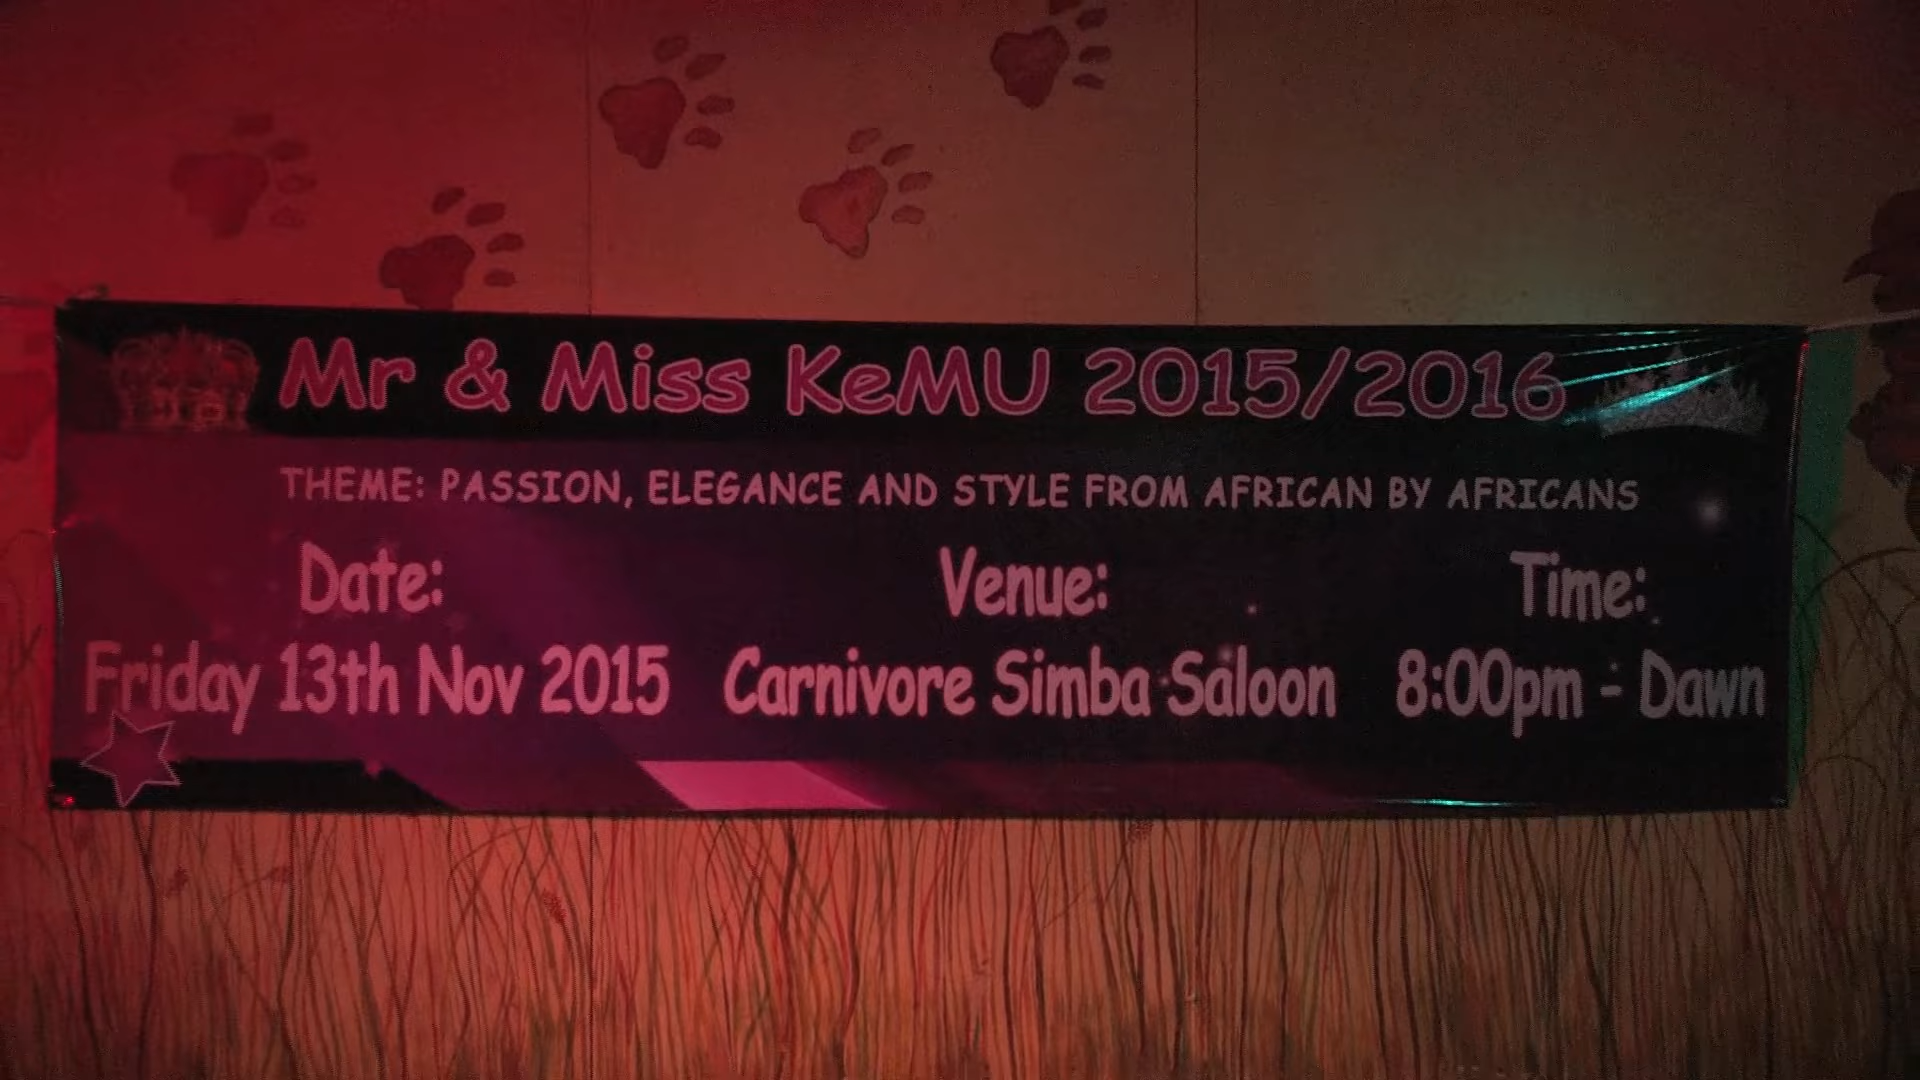 Mr & Miss KeMU 2015/2016
THEME: PASSION, ELEGANCE AND STYLE FROM AFRICAN BY AFRICANS
Date: Venue: Time:
Friday 13th Nov 2015 Carnivore Simba Saloon 8:00pm - Dawn